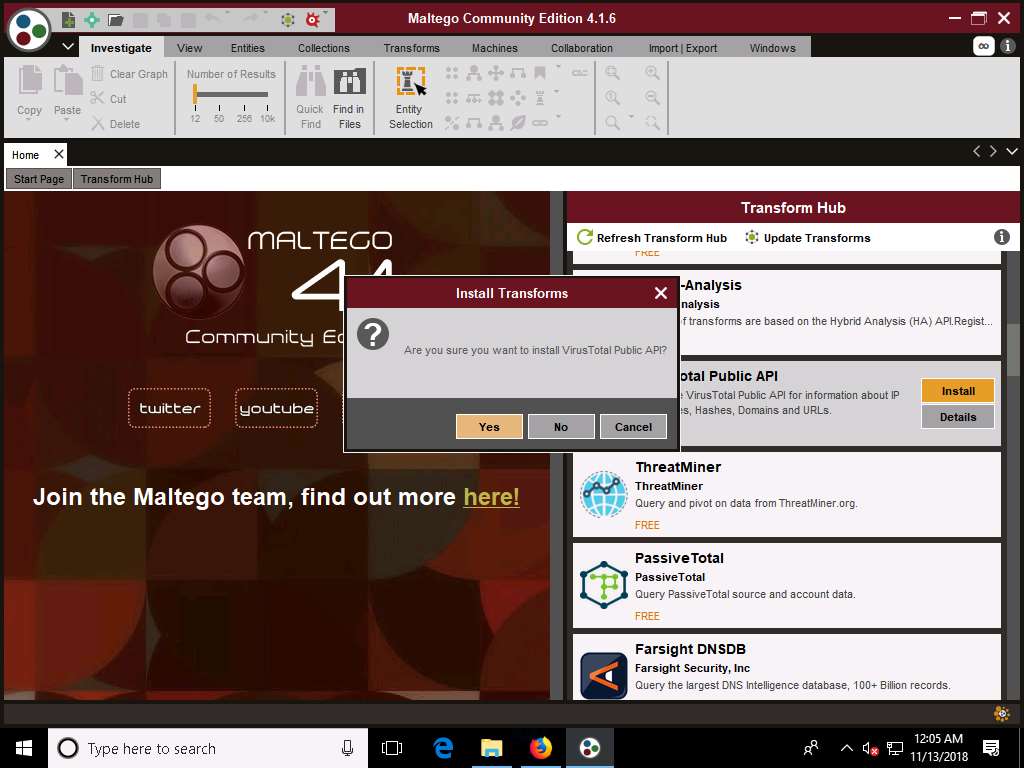 Maltego Community Edition 4.1.6
Investigate View Entities Collections Transforms Machines Collaboration Import | Export Windows
Copy
Paste
Clear Graph
Cut
Delete
Number of Results
12 50 256 10k
Quick
Find
Find in
Files
Entity
Selection
Home
Start Page Transform Hub
MALTEGO
Community
twitter youtube
Join the Maltego team, find out more here!
Transform Hub
Refresh Transform Hub Update Transforms
FREE
-Analysis
nalysis
of transforms are based on the Hybrid Analysis (HA) API.Regist...
Install Transforms
Are you sure you want to install VirusTotal Public API?
Yes No Cancel
otal Public API
VirusTotal Public API for information about IP
es, Hashes, Domains and URLs.
Install
Details
ThreatMiner
ThreatMiner
Query and pivot on data from ThreatMiner.org.
FREE
PassiveTotal
PassiveTotal
Query PassiveTotal source and account data.
FREE
Farsight DNSDB
Farsight Security, Inc
Query the largest DNS Intelligence database, 100+ Billion records.
Type here to search
12:05 AM
11/13/2018